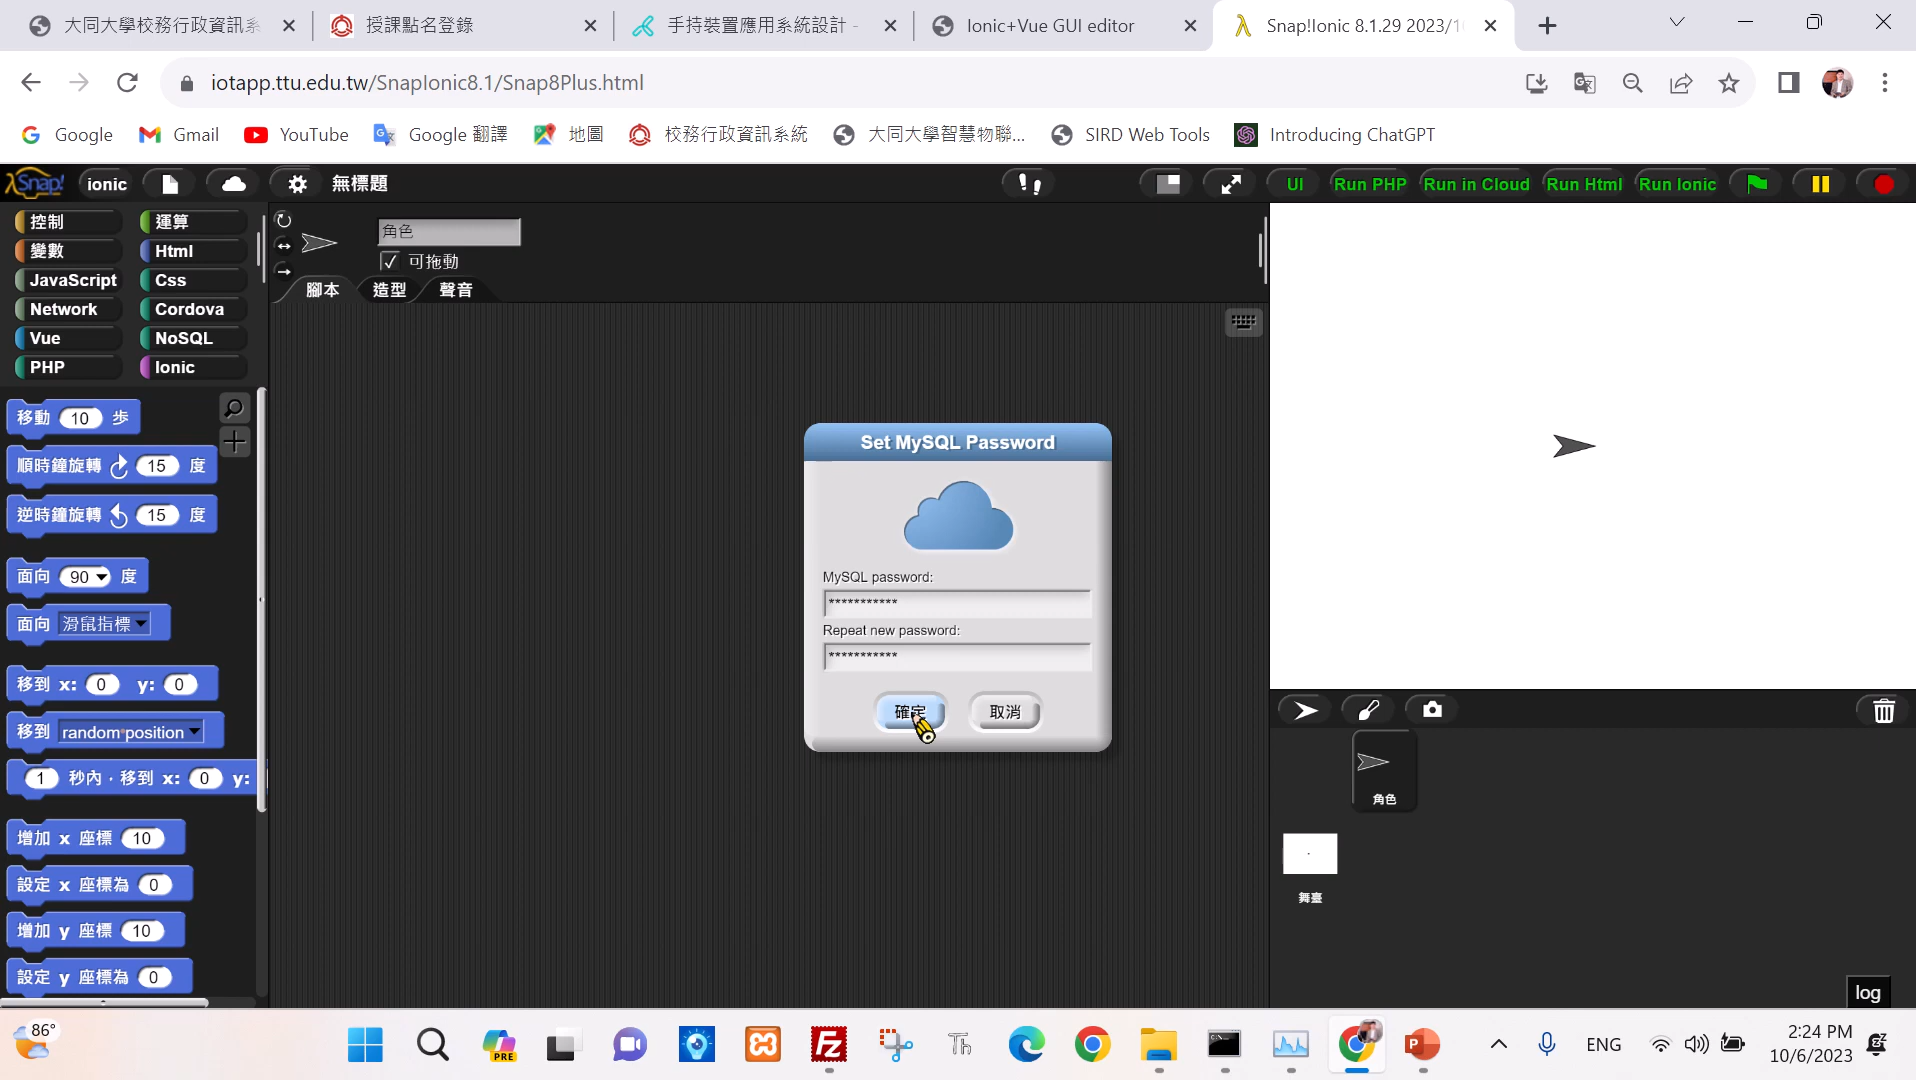 大同大學校務行政資訊系
授課點名登錄
手持裝置應用系統設計 -
Ionic+Vue GUI editor
Snap!Ionic 8.1.29 2023/1
iotapp.ttu.edu.tw/SnapIonic8.1/Snap8Plus.html
Google
Gmail
YouTube
Google 翻譯
地圖
校務行政資訊系統
大同大學智慧物聯...
SIRD Web Tools
Introducing ChatGPT
Snap!
ionic
無標題
UI
Run PHP
Run in Cloud
Run Html
Run Ionic
控制
運算
變數
Html
JavaScript
Css
Network
Cordova
Vue
NoSQL
PHP
Ionic
角色
可拖動
腳本
造型
聲音
移動 10 步
順時鐘旋轉 15 度
逆時鐘旋轉 15 度
面向 90 度
面向 滑鼠指標
移到 x: 0 y: 0
移到 random position
1 秒內，移到 x: 0 y:
增加 x 座標 10
設定 x 座標為 0
增加 y 座標 10
設定 y 座標為 0
Set MySQL Password
MySQL password:
***********
Repeat new password:
***********
確定
取消
角色
舞臺
log
86°
PRE
Fz
Th
P
ENG
2:24 PM
10/6/2023